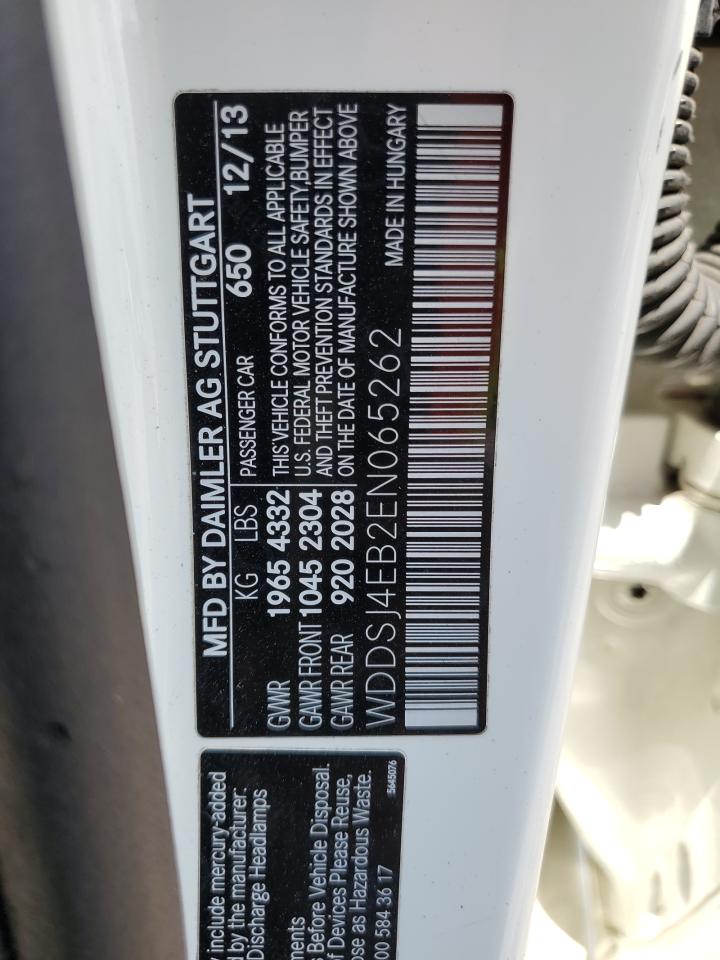 MFD BY DAIMLER AG STUTTGART
KG LBS PASSENGER CAR 650 12/13
GVWR 1965 4332 THIS VEHICLE CONFORMS TO ALL APPLICABLE
GAWR FRONT 1045 2304 U.S. FEDERAL MOTOR VEHICLE SAFETY, BUMPER
AND THEFT PREVENTION STANDARDS IN EFFECT
GAWR REAR 920 2028 ON THE DATE OF MANUFACTURE SHOWN ABOVE
WDDSJ4EB2EN065262 MADE IN HUNGARY
y include mercury-added
d by the manufacturer:
Discharge Headlamps
ments
s Before Vehicle Disposal.
of Devices Please Reuse,
ose as Hazardous Waste.
00 584 36 17 5645076